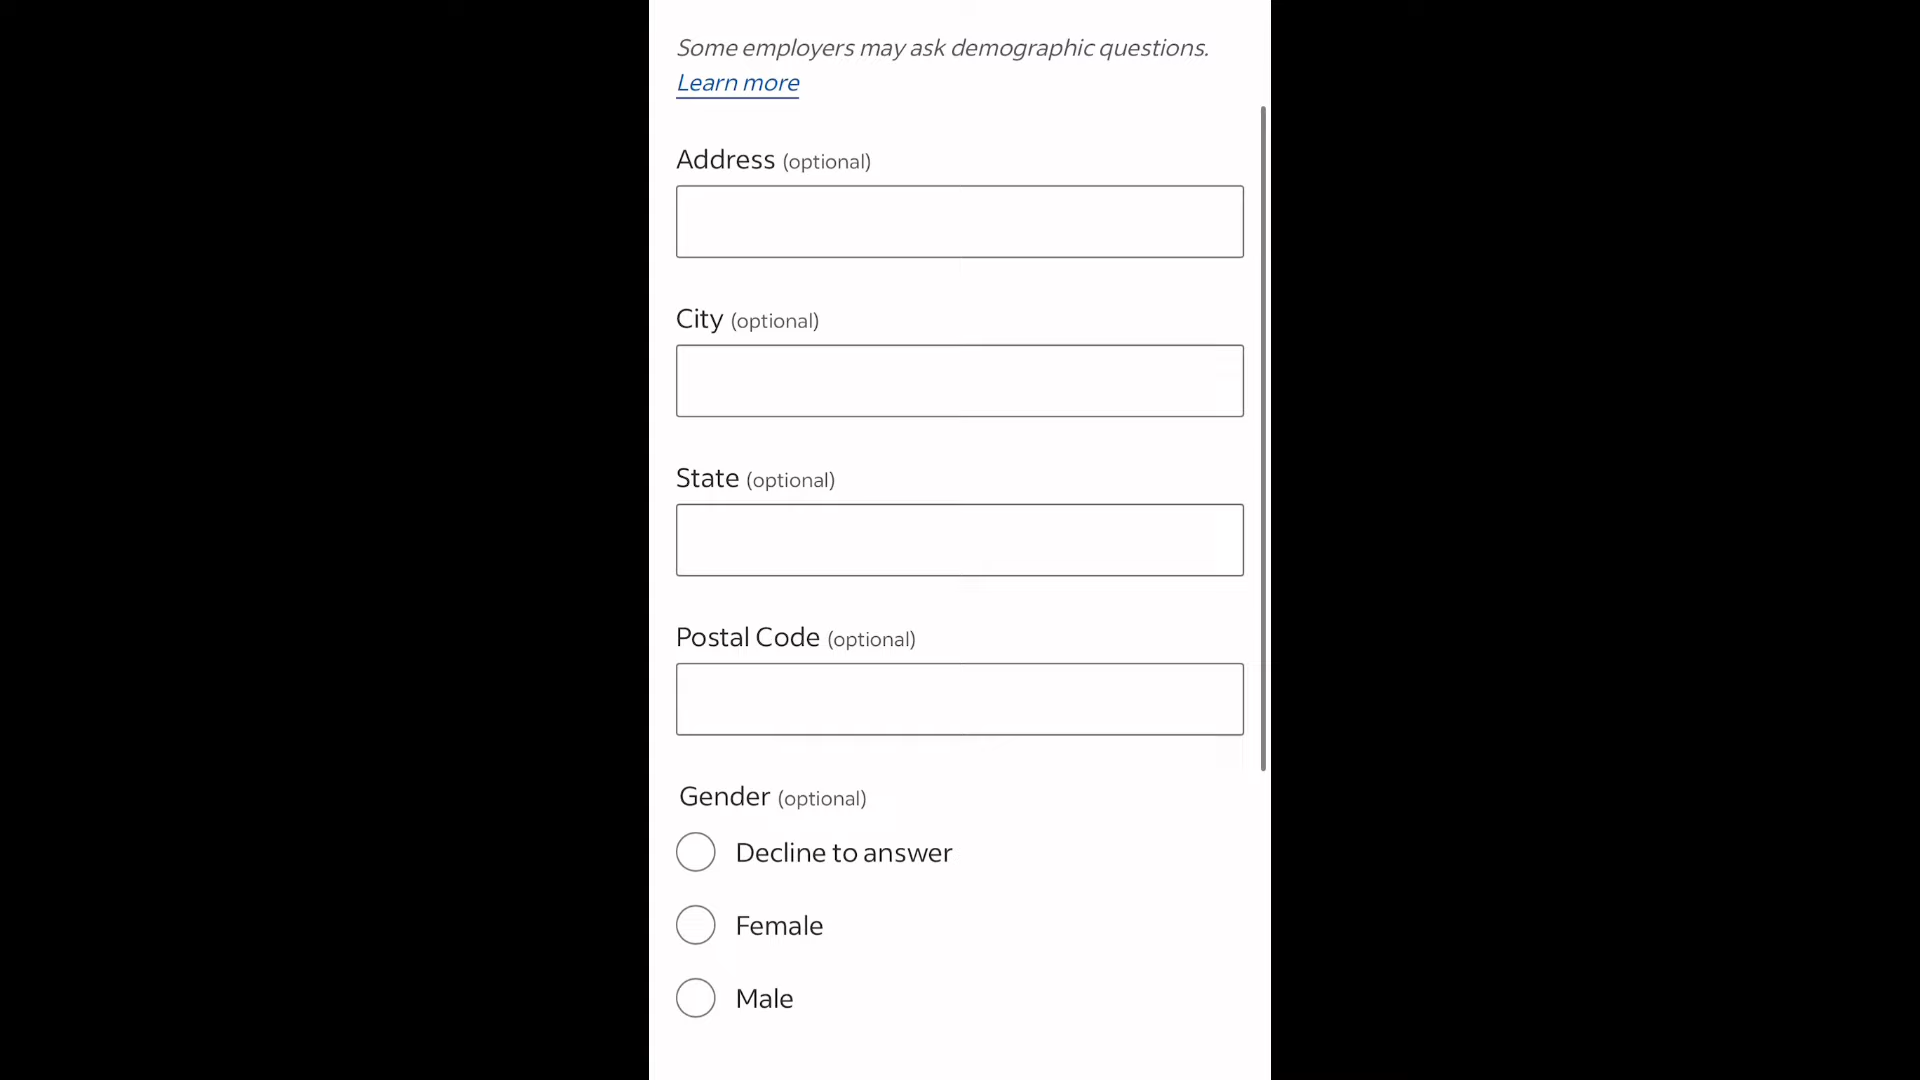 Some employers may ask demographic questions.
Learn more
Address (optional)
City (optional)
State (optional)
Postal Code (optional)
Gender (optional)
Decline to answer
Female
Male